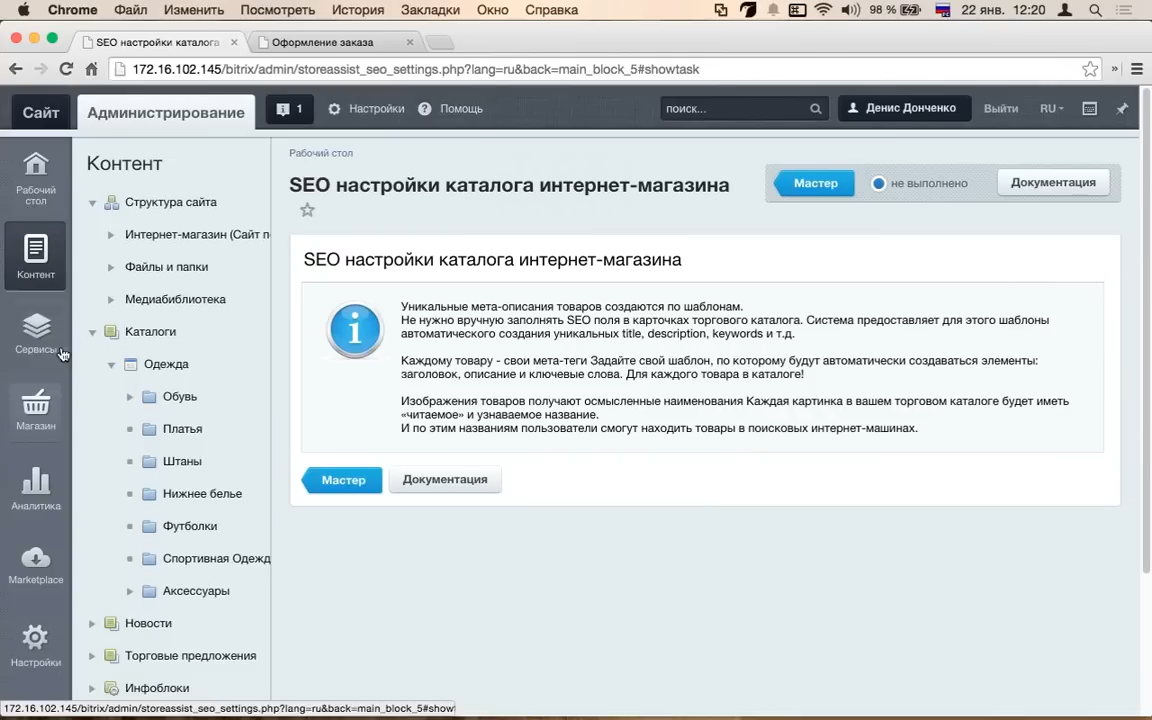 Chrome Файл Изменить Посмотреть История Закладки Окно Справка 98 % 22 янв. 12:20
SEO настройки каталога Оформление заказа
172.16.102.145/bitrix/admin/storeassist_seo_settings.php?lang=ru&back=main_block_5#showtask
Сайт Администрирование 1 Настройки Помощь поиск... Денис Донченко Выйти RU
Рабочий стол
Контент
Сервисы
Магазин
Аналитика
Marketplace
Настройки
Контент
Структура сайта
Интернет-магазин (Сайт п
Файлы и папки
Медиабиблиотека
Каталоги
Одежда
Обувь
Платья
Штаны
Нижнее белье
Футболки
Спортивная Одежд
Аксессуары
Новости
Торговые предложения
Инфоблоки
Рабочий стол
SEO настройки каталога интернет-магазина
Мастер не выполнено Документация
SEO настройки каталога интернет-магазина
Уникальные мета-описания товаров создаются по шаблонам.
Не нужно вручную заполнять SEO поля в карточках торгового каталога. Система предоставляет для этого шаблоны
автоматического создания уникальных title, description, keywords и т.д.
Каждому товару - свои мета-теги Задайте свой шаблон, по которому будут автоматически создаваться элементы:
заголовок, описание и ключевые слова. Для каждого товара в каталоге!
Изображения товаров получают осмысленные наименования Каждая картинка в вашем торговом каталоге будет иметь
«читаемое» и узнаваемое название.
И по этим названиям пользователи смогут находить товары в поисковых интернет-машинах.
Мастер Документация
172.16.102.145/bitrix/admin/storeassist_seo_settings.php?lang=ru&back=main_block_5#show